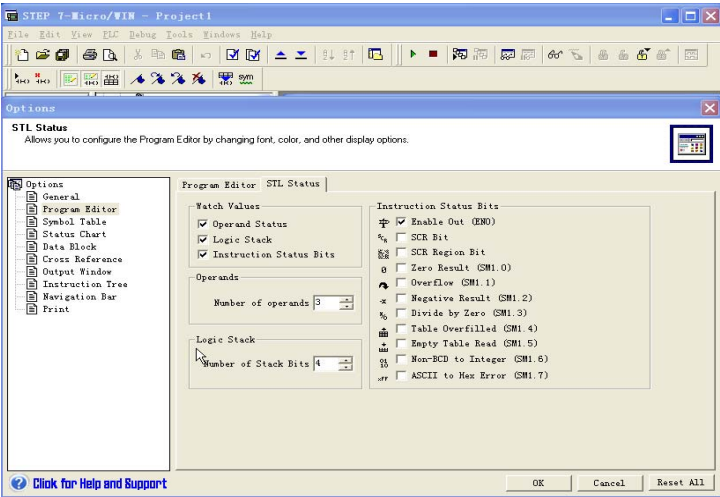 STEP 7-Micro/WIN - Project1
File Edit View PLC Debug Tools Windows Help
sym
Options
STL Status
Allows you to configure the Program Editor by changing font, color, and other display options.
Options
General
Program Editor
Symbol Table
Status Chart
Data Block
Cross Reference
Output Window
Instruction Tree
Navigation Bar
Print
Program Editor STL Status
Watch Values
Operand Status
Logic Stack
Instruction Status Bits
Operands
Number of operands 3
Logic Stack
Number of Stack Bits 4
Instruction Status Bits
Enable Out (ENO)
SCR Bit
SCR Region Bit
Zero Result (SM1.0)
Overflow (SM1.1)
Negative Result (SM1.2)
Divide by Zero (SM1.3)
Table Overfilled (SM1.4)
Empty Table Read (SM1.5)
Non-BCD to Integer (SM1.6)
ASCII to Hex Error (SM1.7)
Click for Help and Support
OK Cancel Reset All